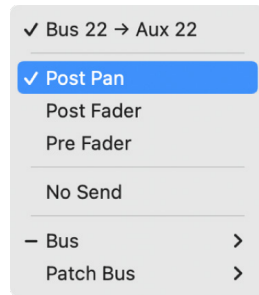 ✓ Bus 22 → Aux 22
✓ Post Pan
Post Fader
Pre Fader
No Send
– Bus >
Patch Bus >